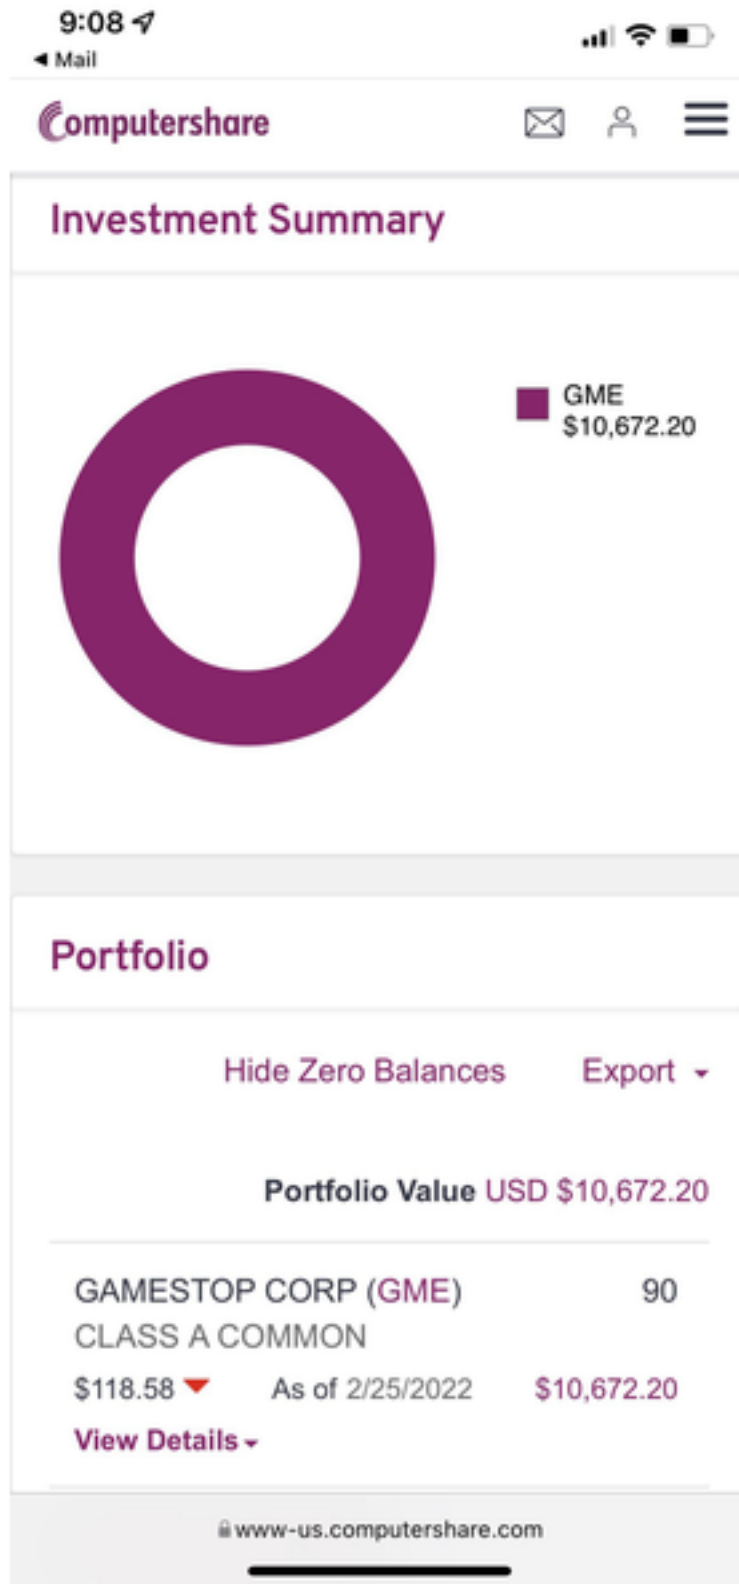 9:08
Mail
Computershare
Investment Summary
GME
$10,672.20
Portfolio
Hide Zero Balances Export
Portfolio Value USD $10,672.20
GAMESTOP CORP (GME) 90
CLASS A COMMON
$118.58 As of 2/25/2022 $10,672.20
View Details
www-us.computershare.com